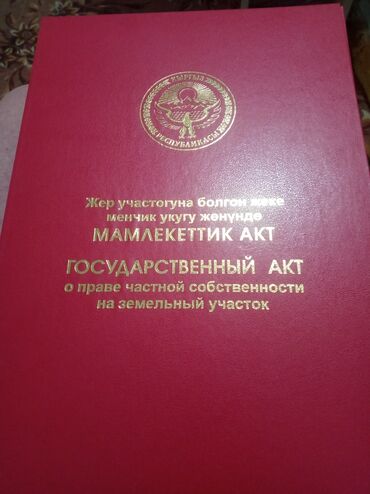 КЫРГЫЗ
РЕСПУБЛИКАСЫ
Жер участогуна болгон жеке
менчик укугу жөнүндө
МАМЛЕКЕТТИК АКТ
ГОСУДАРСТВЕННЫЙ АКТ
о праве частной собственности
на земельный участок